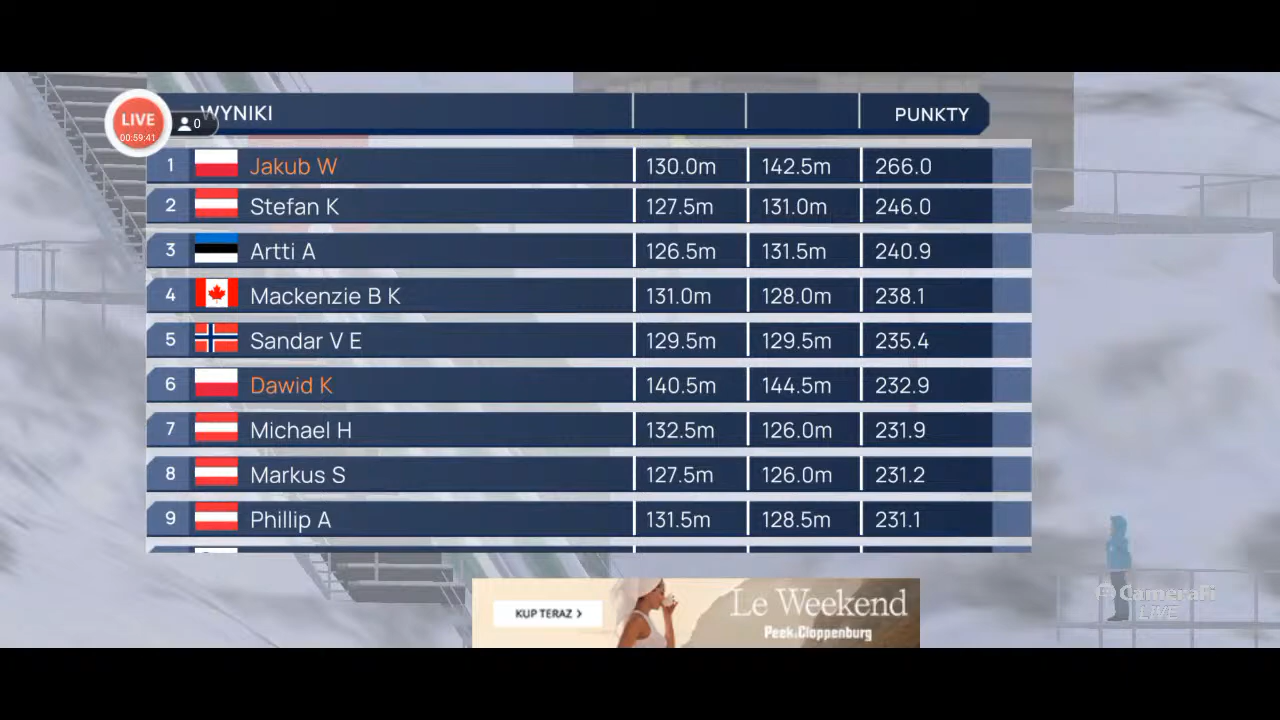 LIVE
00:59:41
0
WYNIKI PUNKTY
1 Jakub W 130.0m 142.5m 266.0
2 Stefan K 127.5m 131.0m 246.0
3 Artti A 126.5m 131.5m 240.9
4 Mackenzie B K 131.0m 128.0m 238.1
5 Sandar V E 129.5m 129.5m 235.4
6 Dawid K 140.5m 144.5m 232.9
7 Michael H 132.5m 126.0m 231.9
8 Markus S 127.5m 126.0m 231.2
9 Phillip A 131.5m 128.5m 231.1
KUP TERAZ >
Le Weekend
Peek&Cloppenburg
CameraFi
LIVE